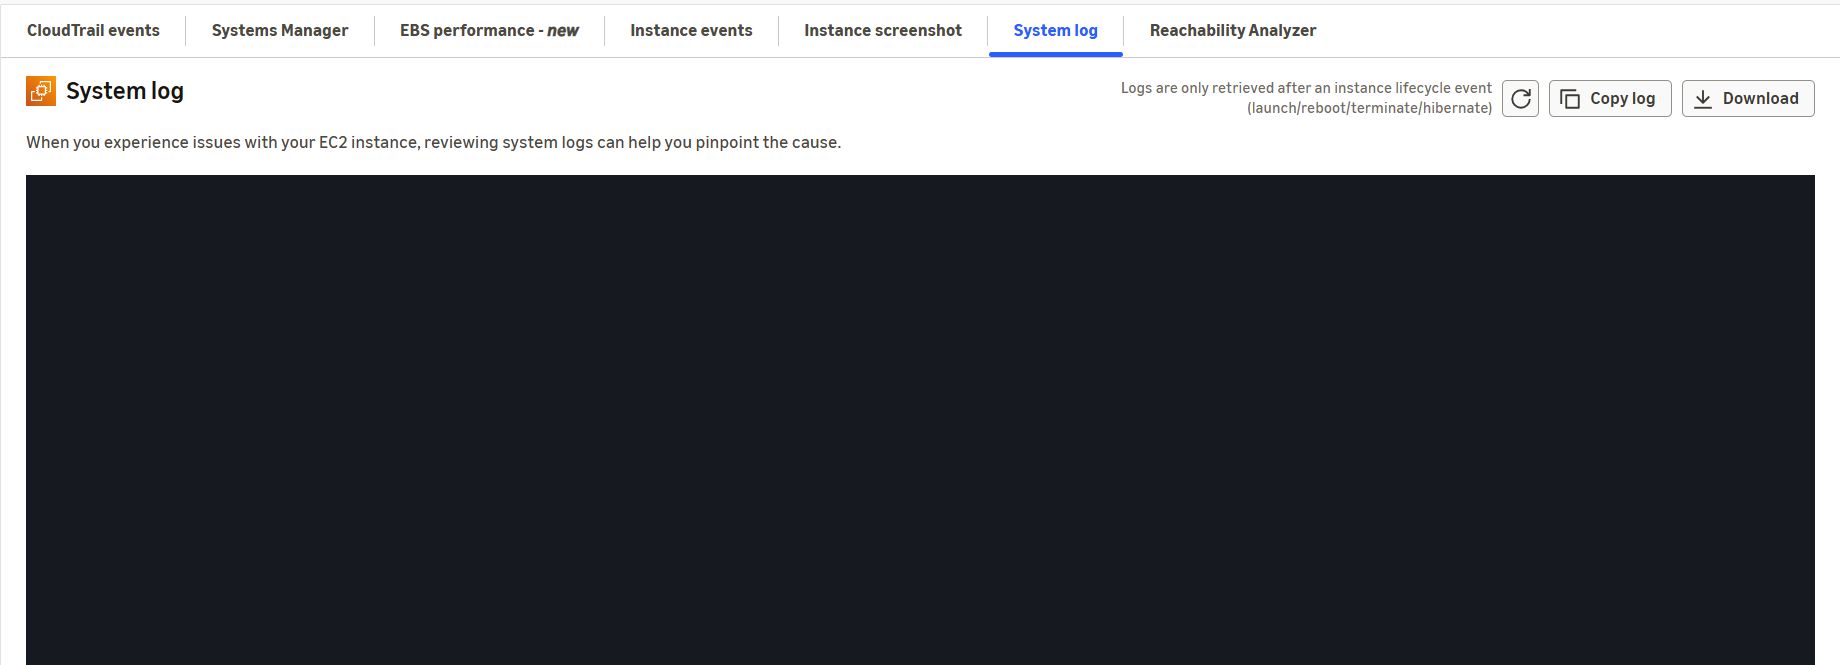 CloudTrail events
Systems Manager
EBS performance - new
Instance events
Instance screenshot
System log
Reachability Analyzer
System log
Logs are only retrieved after an instance lifecycle event
(launch/reboot/terminate/hibernate)
Copy log
Download
When you experience issues with your EC2 instance, reviewing system logs can help you pinpoint the cause.